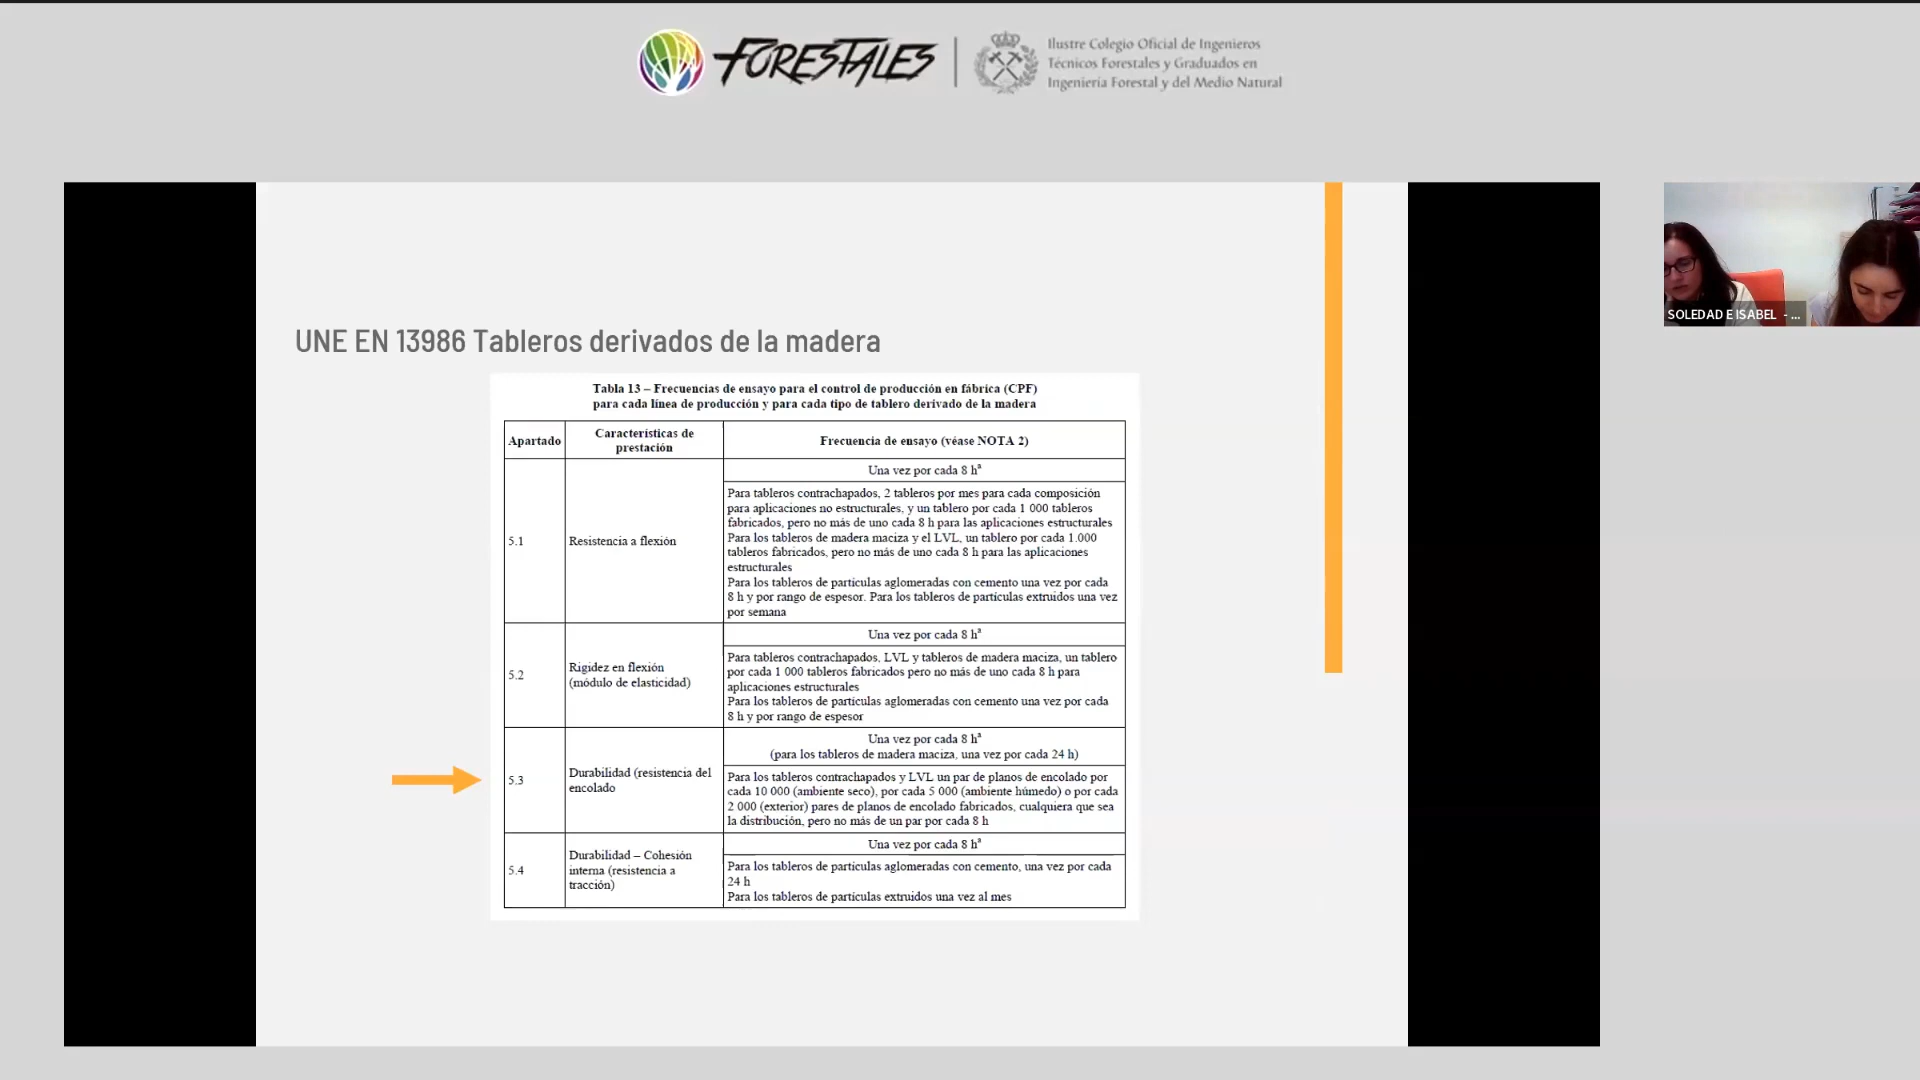 FORESTALES
Ilustre Colegio Oficial de Ingenieros
Técnicos Forestales y Graduados en
Ingeniería Forestal y del Medio Natural
SOLEDAD E ISABEL - ...
UNE EN 13986 Tableros derivados de la madera
Tabla 13 – Frecuencias de ensayo para el control de producción en fábrica (CPF)
para cada línea de producción y para cada tipo de tablero derivado de la madera
Apartado
Características de
prestación
Frecuencia de ensayo (véase NOTA 2)
5.1
Resistencia a flexión
Una vez por cada 8 hª
Para tableros contrachapados, 2 tableros por mes para cada composición
para aplicaciones no estructurales, y un tablero por cada 1 000 tableros
fabricados, pero no más de uno cada 8 h para las aplicaciones estructurales
Para los tableros de madera maciza y el LVL, un tablero por cada 1.000
tableros fabricados, pero no más de uno cada 8 h para las aplicaciones
estructurales
Para los tableros de partículas aglomeradas con cemento una vez por cada
8 h y por rango de espesor. Para los tableros de partículas extruidos una vez
por semana
5.2
Rigidez en flexión
(módulo de elasticidad)
Una vez por cada 8 hª
Para tableros contrachapados, LVL y tableros de madera maciza, un tablero
por cada 1 000 tableros fabricados pero no más de uno cada 8 h para
aplicaciones estructurales
Para los tableros de partículas aglomeradas con cemento una vez por cada
8 h y por rango de espesor
5.3
Durabilidad (resistencia del
encolado
Una vez por cada 8 hª
(para los tableros de madera maciza, una vez por cada 24 h)
Para los tableros contrachapados y LVL un par de planos de encolado por
cada 10 000 (ambiente seco), por cada 5 000 (ambiente húmedo) o por cada
2 000 (exterior) pares de planos de encolado fabricados, cualquiera que sea
la distribución, pero no más de un par por cada 8 h
5.4
Durabilidad – Cohesión
interna (resistencia a
tracción)
Una vez por cada 8 hª
Para los tableros de partículas aglomeradas con cemento, una vez por cada
24 h
Para los tableros de partículas extruidos una vez al mes